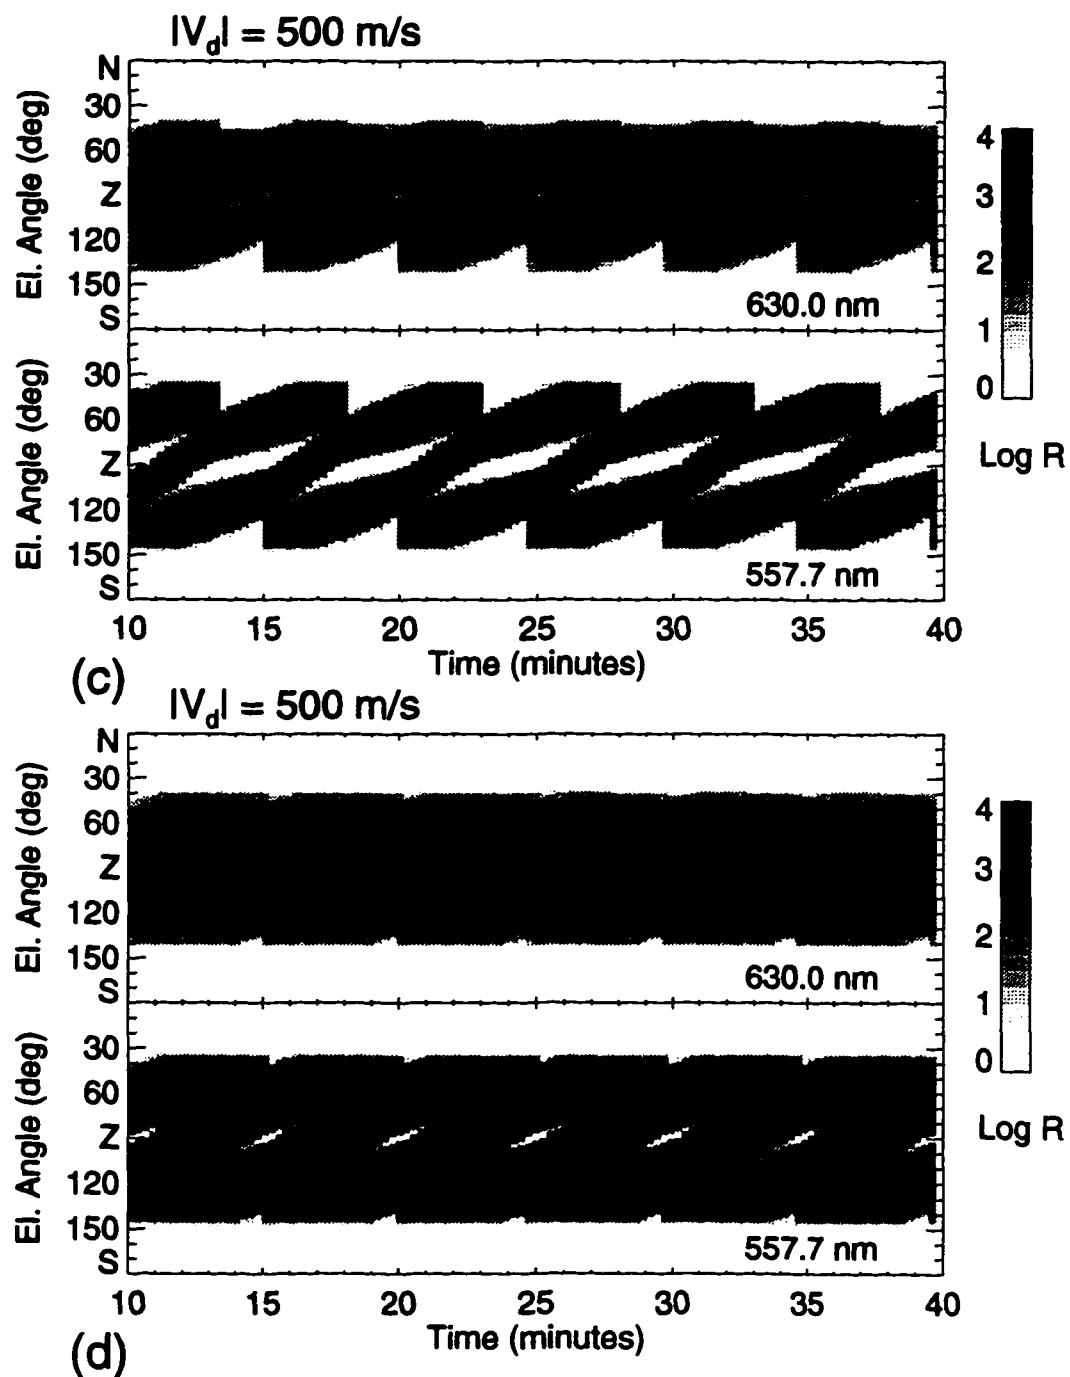 |V_d| = 500 m/s
N
30
60
Z
120
150
S
El. Angle (deg)
630.0 nm
4
3
2
1
0
Log R
30
60
Z
120
150
S
El. Angle (deg)
557.7 nm
10 15 20 25 30 35 40
Time (minutes)
(c)
|V_d| = 500 m/s
N
30
60
Z
120
150
S
El. Angle (deg)
630.0 nm
4
3
2
1
0
Log R
30
60
Z
120
150
S
El. Angle (deg)
557.7 nm
10 15 20 25 30 35 40
Time (minutes)
(d)